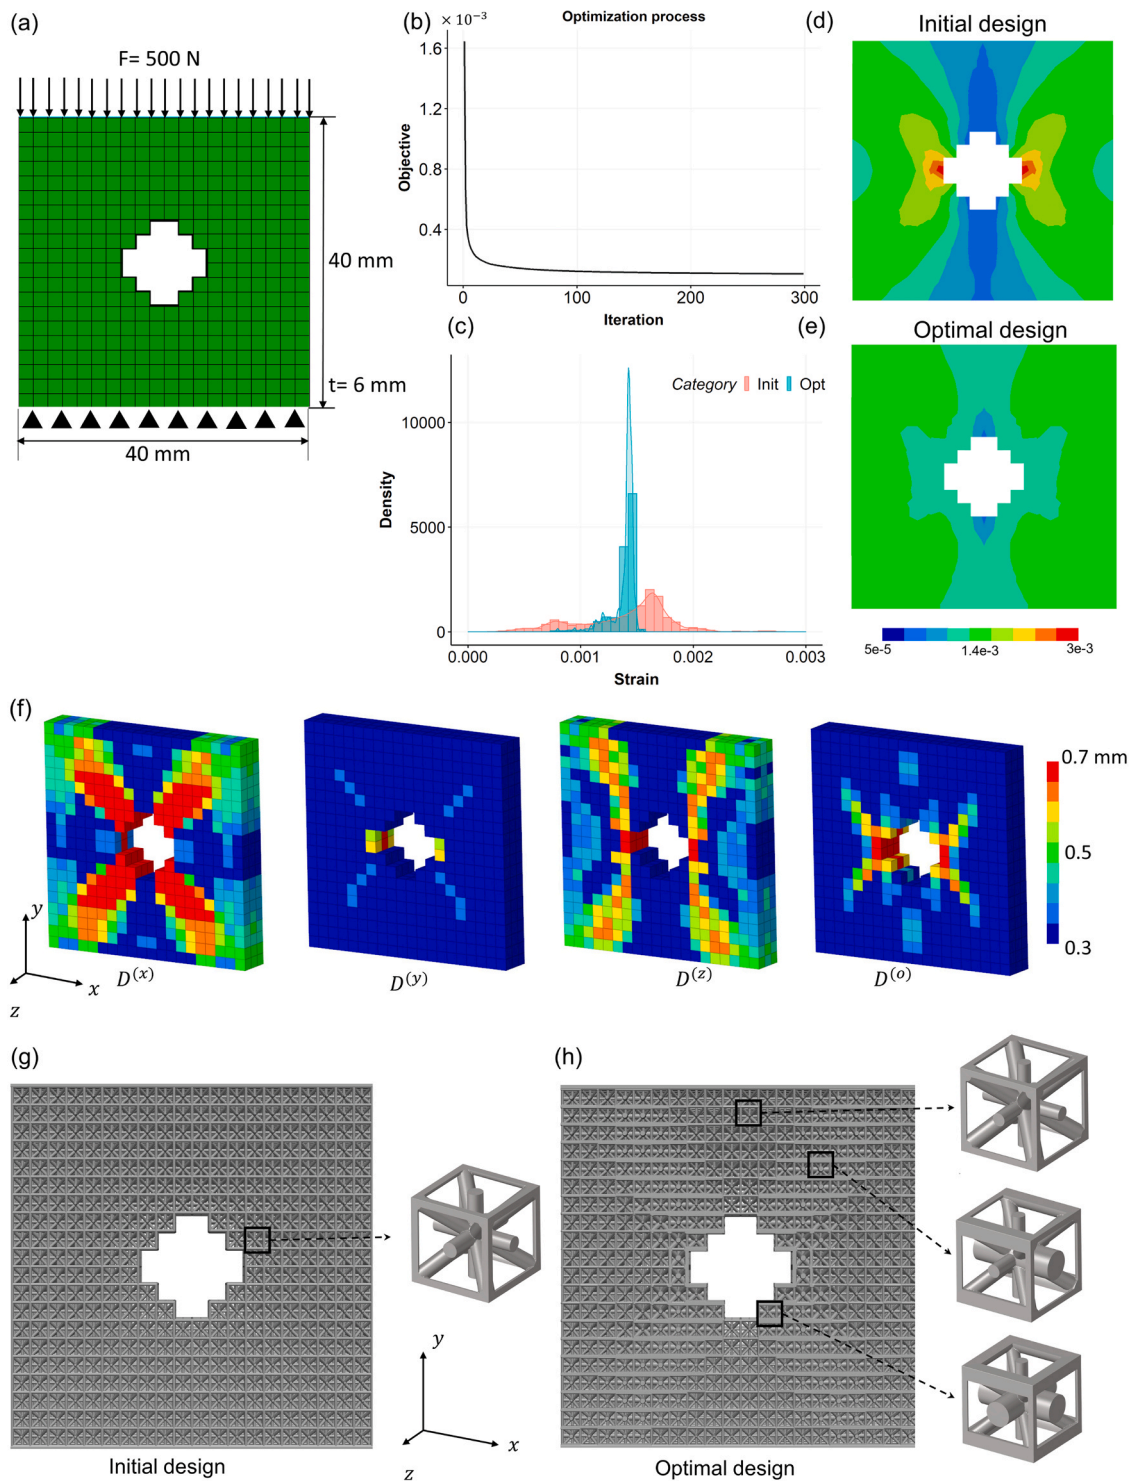 (a)
F= 500 N
40 mm
t= 6 mm
40 mm
(b)
Optimization process
× 10⁻³
1.6
1.2
0.8
0.4
Objective
0
100
200
300
Iteration
(c)
Category Init Opt
10000
5000
0
Density
0.000
0.001
0.002
0.003
Strain
(d)
Initial design
(e)
Optimal design
5e-5
1.4e-3
3e-3
(f)
y
x
z
D⁽ˣ⁾
D⁽ʸ⁾
D⁽ᶻ⁾
D⁽ᵒ⁾
0.7 mm
0.5
0.3
(g)
Initial design
y
x
z
(h)
Optimal design